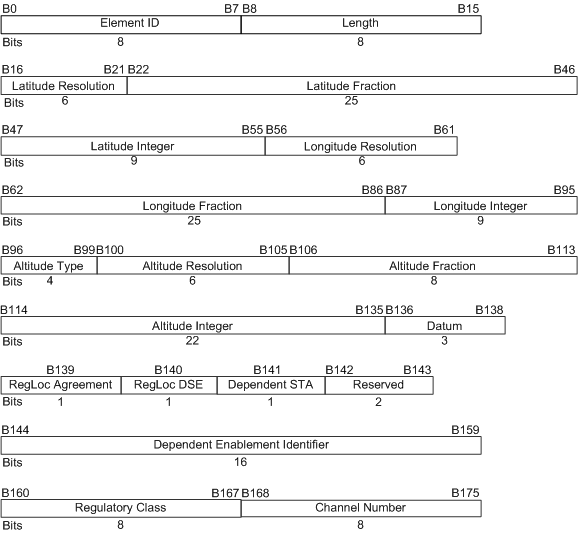 B0 B7 B8 B15
Element ID Length
Bits 8 8
B16 B21 B22 B46
Latitude Resolution Latitude Fraction
Bits 6 25
B47 B55 B56 B61
Latitude Integer Longitude Resolution
Bits 9 6
B62 B86 B87 B95
Longitude Fraction Longitude Integer
Bits 25 9
B96 B99 B100 B105 B106 B113
Altitude Type Altitude Resolution Altitude Fraction
Bits 4 6 8
B114 B135 B136 B138
Altitude Integer Datum
Bits 22 3
B139 B140 B141 B142 B143
RegLoc Agreement RegLoc DSE Dependent STA Reserved
Bits 1 1 1 2
B144 B159
Dependent Enablement Identifier
Bits 16
B160 B167 B168 B175
Regulatory Class Channel Number
Bits 8 8